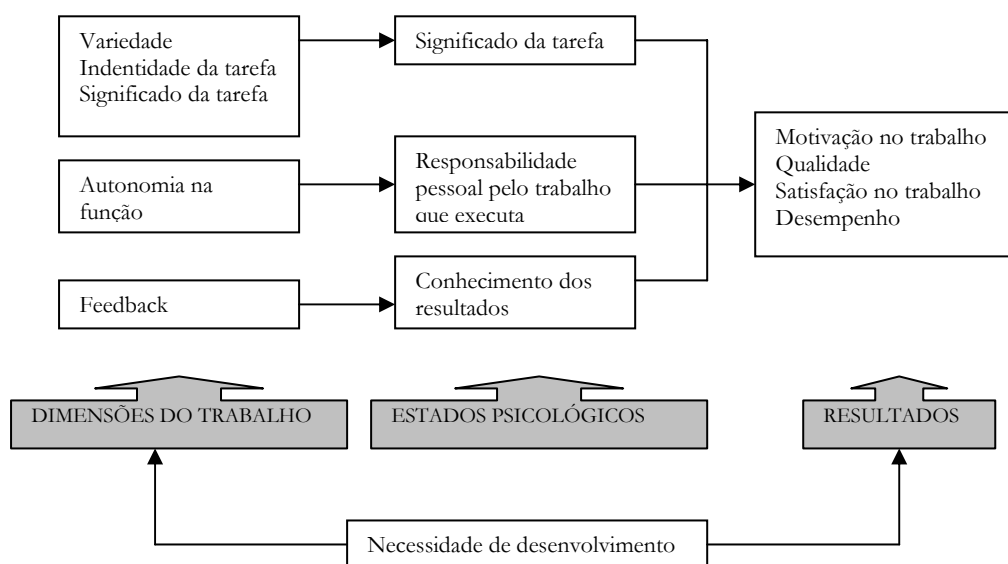 Variedade
Indentidade da tarefa
Significado da tarefa
Significado da tarefa
Autonomia na
função
Responsabilidade
pessoal pelo trabalho
que executa
Motivação no trabalho
Qualidade
Satisfação no trabalho
Desempenho
Feedback
Conhecimento dos
resultados
DIMENSÕES DO TRABALHO
ESTADOS PSICOLÓGICOS
RESULTADOS
Necessidade de desenvolvimento